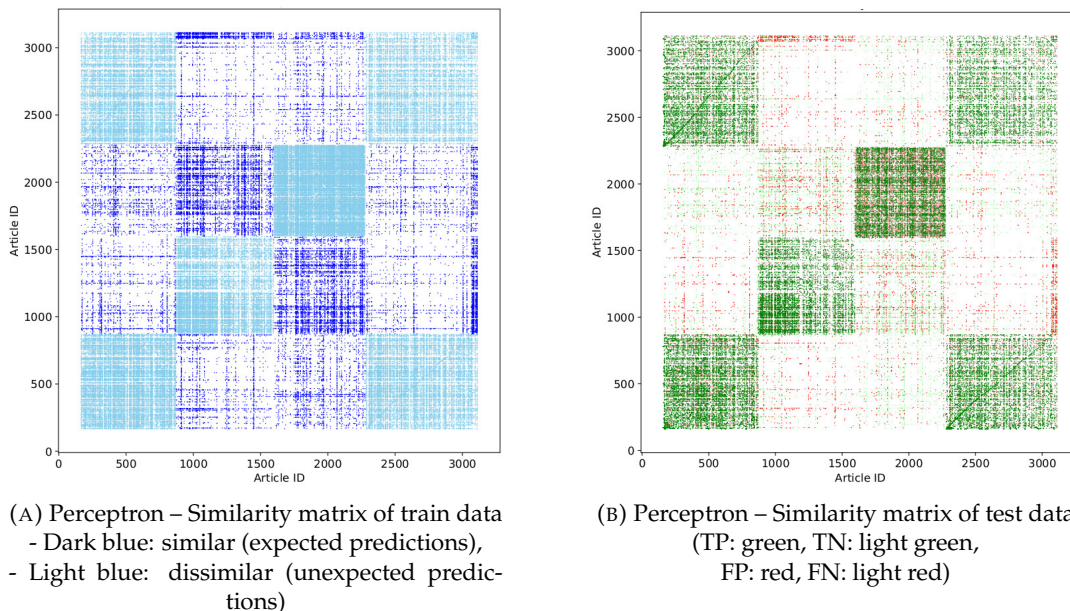 3000
2500
2000
1500
1000
500
0
Article ID
0
500
1000
1500
2000
2500
3000
Article ID
3000
2500
2000
1500
1000
500
0
Article ID
0
500
1000
1500
2000
2500
3000
Article ID
(A) Perceptron – Similarity matrix of train data
- Dark blue: similar (expected predictions),
- Light blue: dissimilar (unexpected predic-
tions)
(B) Perceptron – Similarity matrix of test data
(TP: green, TN: light green,
FP: red, FN: light red)